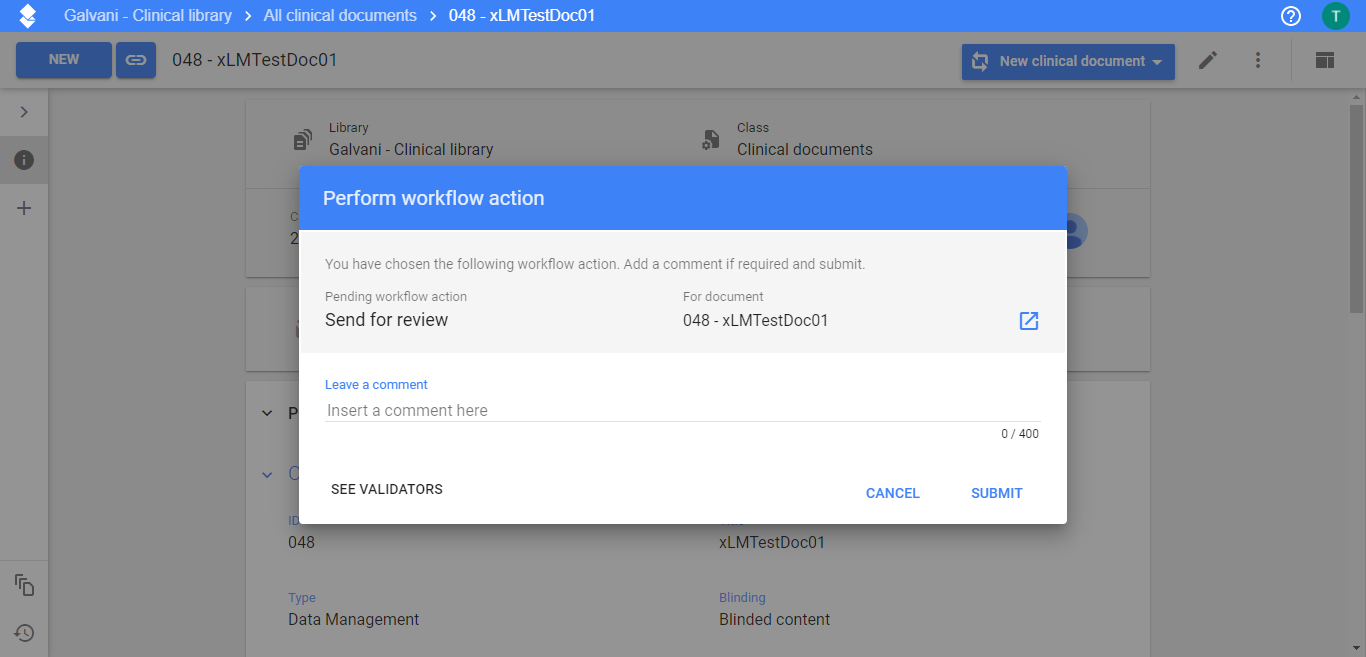 Galvani - Clinical library > All clinical documents > 048 - xLMTestDoc01
T
NEW
048 - xLMTestDoc01
New clinical document
Library
Galvani - Clinical library
Class
Clinical documents
Perform workflow action
You have chosen the following workflow action. Add a comment if required and submit.
Pending workflow action
Send for review
For document
048 - xLMTestDoc01
Leave a comment
Insert a comment here
0 / 400
SEE VALIDATORS
CANCEL
SUBMIT
ID
048
xLMTestDoc01
Type
Data Management
Blinding
Blinded content